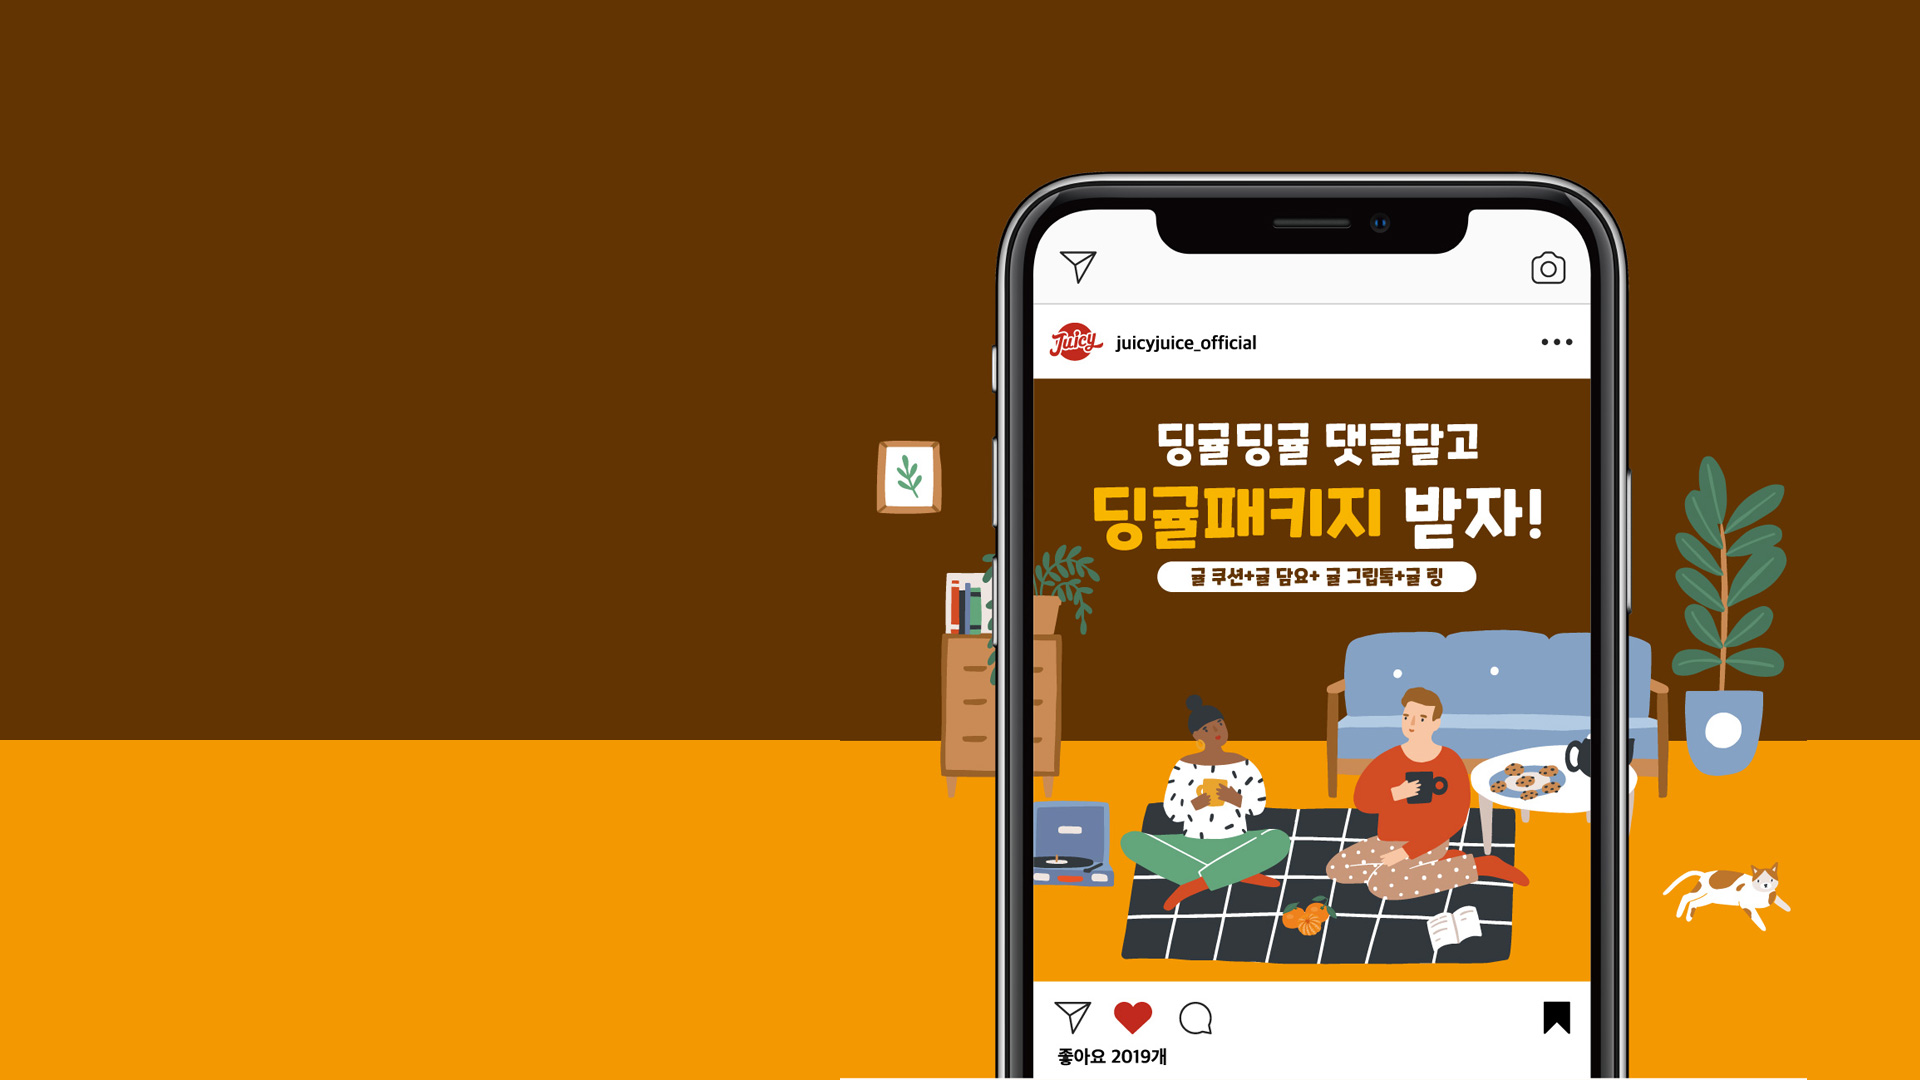 Juicy
juicyjuice_official
딩귤딩귤 댓글달고
딩귤패키지 받자!
귤 쿠션+귤 담요+ 귤 그립톡+귤 링
좋아요 2019개